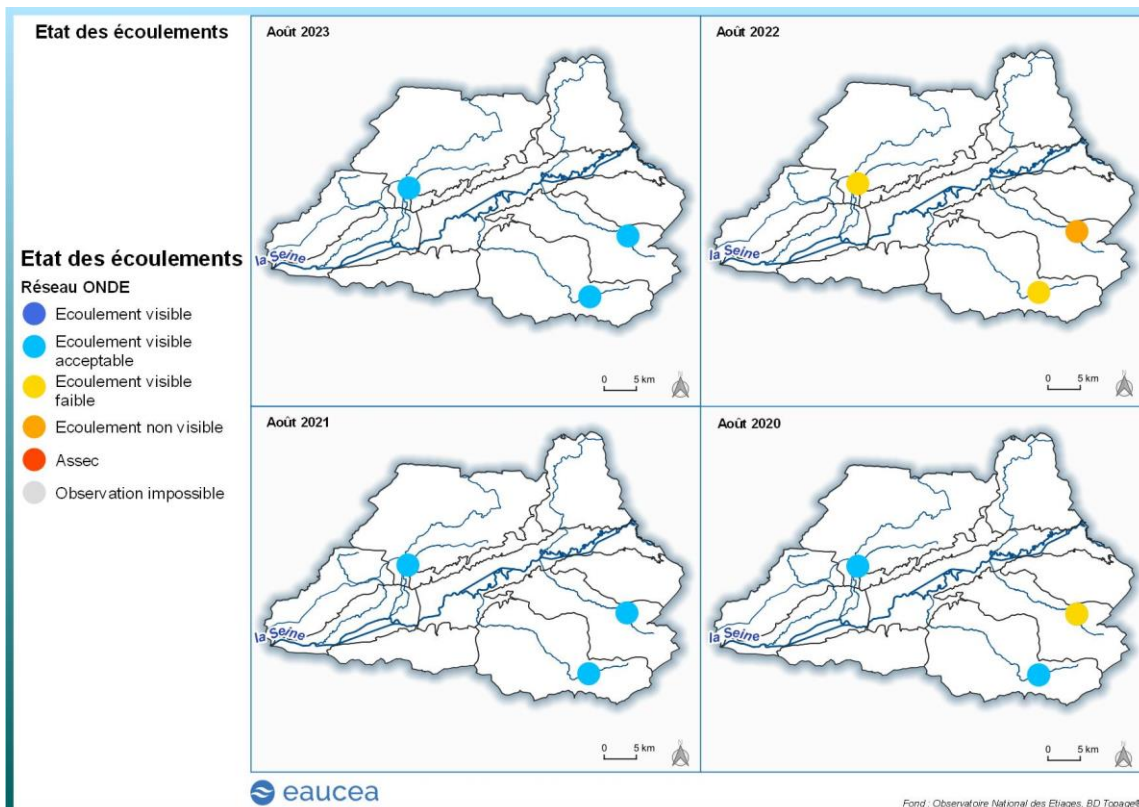 Etat des écoulements
Etat des écoulements
Réseau ONDE
Ecoulement visible
Ecoulement visible
acceptable
Ecoulement visible
faible
Ecoulement non visible
Assec
Observation impossible
Août 2023
la Seine
0 5 km
N
Août 2022
la Seine
0 5 km
N
Août 2021
la Seine
0 5 km
N
Août 2020
la Seine
0 5 km
N
eaucea
Fond : Observatoire National des Etiages, BD Topage®